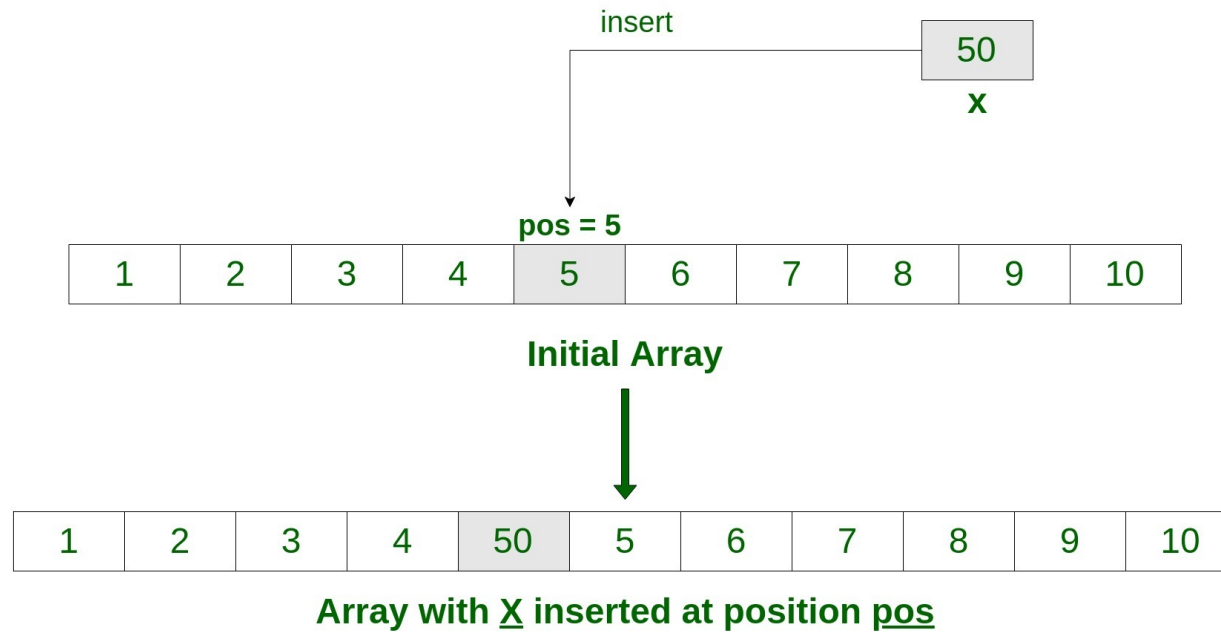 insert
50
x
pos = 5
1 2 3 4 5 6 7 8 9 10
Initial Array
1 2 3 4 50 5 6 7 8 9 10
Array with X inserted at position pos